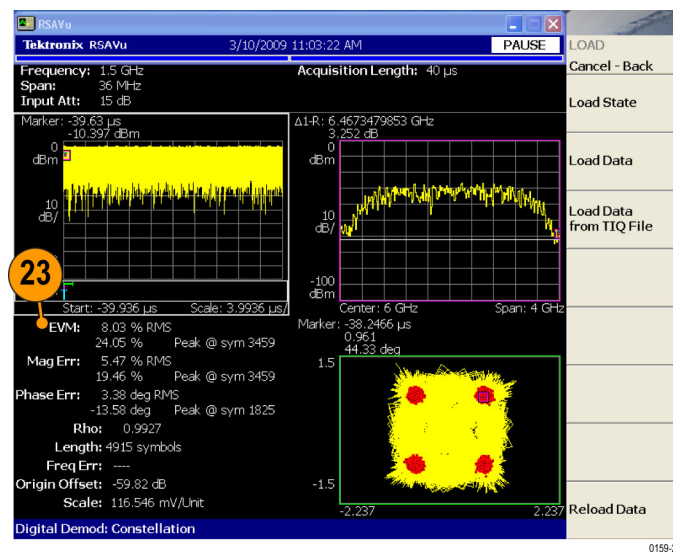 RSAVu
Tektronix RSAVu 3/10/2009 11:03:22 AM PAUSE
LOAD
Cancel - Back
Load State
Load Data
Load Data
from TIQ File
Reload Data
Frequency: 1.5 GHz Acquisition Length: 40 µs
Span: 36 MHz
Input Att: 15 dB
Marker: -39.63 µs
-10.397 dBm
0
dBm
10
dB/
Start: -39.936 µs Scale: 3.9936 µs/
Δ1-R: 6.4673479853 GHz
3.252 dB
0
dBm
10
dB/
-100
dBm
Center: 6 GHz Span: 4 GHz
23
EVM: 8.03 % RMS
24.05 % Peak @ sym 3459
Mag Err: 5.47 % RMS
19.46 % Peak @ sym 3459
Phase Err: 3.38 deg RMS
-13.58 deg Peak @ sym 1825
Rho: 0.9927
Length: 4915 symbols
Freq Err: ----
Origin Offset: -59.82 dB
Scale: 116.546 mV/Unit
Marker: -38.2466 µs
0.961
44.33 deg
1.5
-1.5
-2.237 2.237
Digital Demod: Constellation